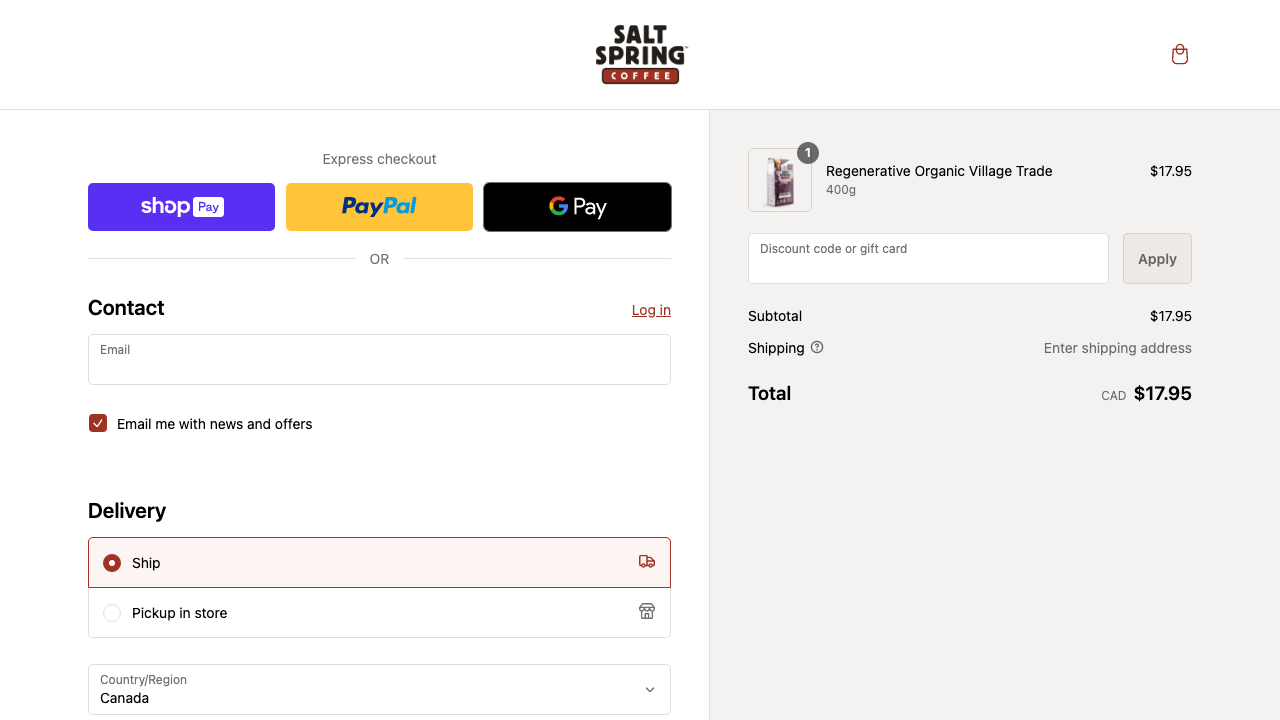 SALT
SPRING
COFFEE
Express checkout
shop Pay
PayPal
G Pay
OR
Contact
Log in
Email
Email me with news and offers
Delivery
Ship
Pickup in store
Country/Region
Canada
1
Regenerative Organic Village Trade
$17.95
400g
Discount code or gift card
Apply
Subtotal
$17.95
Shipping
Enter shipping address
Total
CAD $17.95